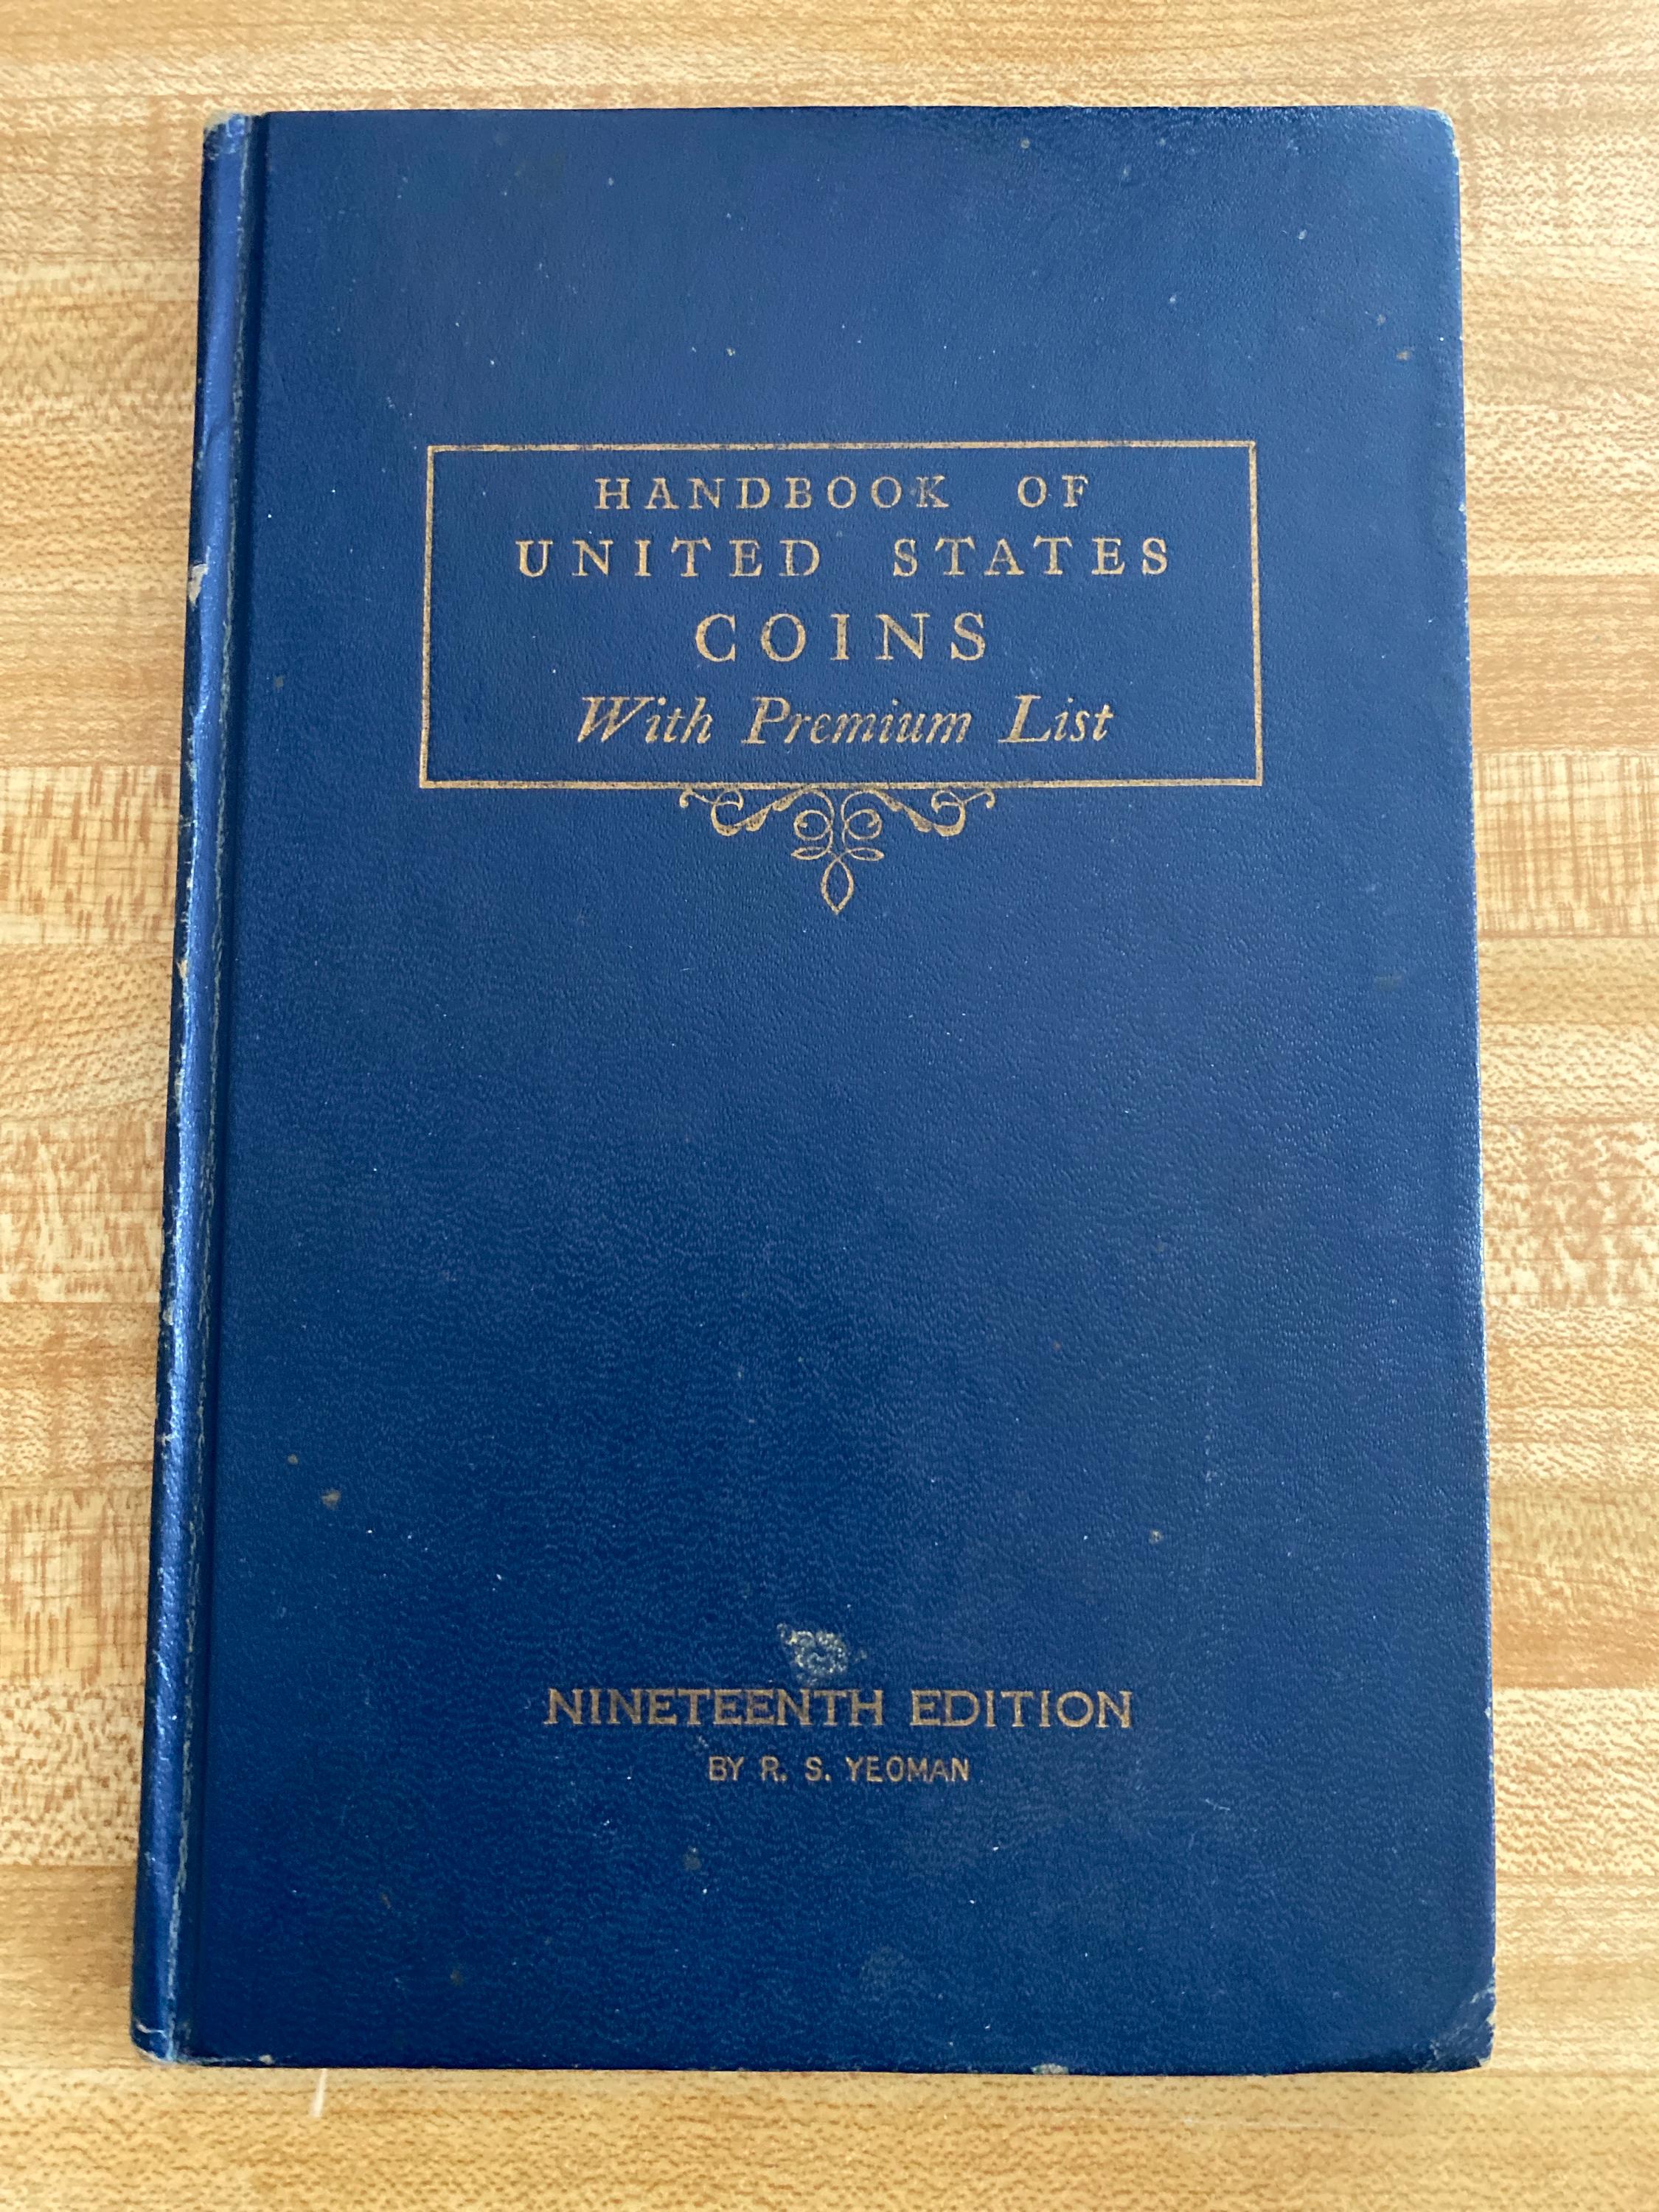 HANDBOOK OF
UNITED STATES
COINS
With Premium List
NINETEENTH EDITION
BY R. S. YEOMAN